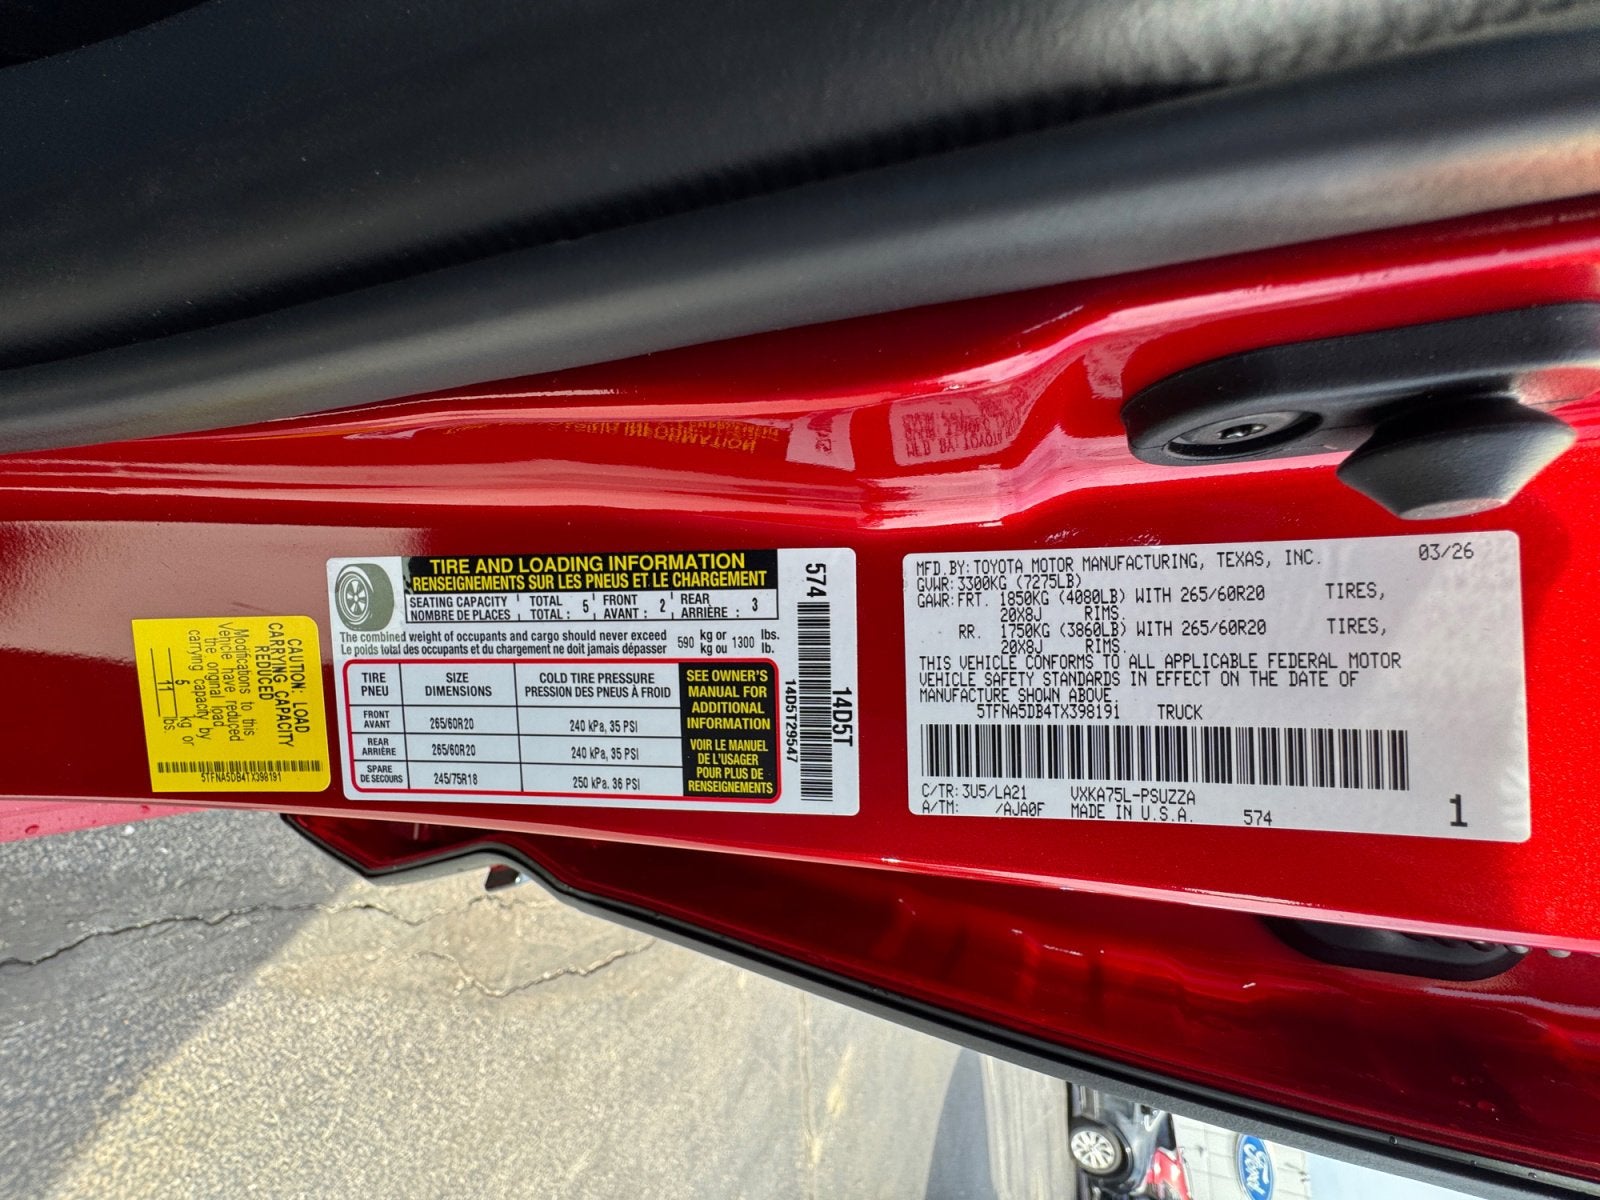 CAUTION: LOAD
CARRYING CAPACITY
REDUCED
Modifications to this
Vehicle have reduced
the original load
carrying capacity by
5 kg or
11 lbs
5TFNA5DB4TX398191
TIRE AND LOADING INFORMATION
RENSEIGNEMENTS SUR LES PNEUS ET LE CHARGEMENT
SEATING CAPACITY TOTAL 5 FRONT 2 REAR 3
NOMBRE DE PLACES TOTAL : AVANT : ARRIÈRE :
The combined weight of occupants and cargo should never exceed 590 kg or 1300 lbs.
Le poids total des occupants et du chargement ne doit jamais dépasser kg ou lb.
TIRE SIZE COLD TIRE PRESSURE
PNEU DIMENSIONS PRESSION DES PNEUS À FROID
FRONT
AVANT 265/60R20 240 kPa, 35 PSI
REAR
ARRIÈRE 265/60R20 240 kPa, 35 PSI
SPARE
DE SECOURS 245/75R18 250 kPa, 36 PSI
SEE OWNER'S
MANUAL FOR
ADDITIONAL
INFORMATION
VOIR LE MANUEL
DE L'USAGER
POUR PLUS DE
RENSEIGNEMENTS
574
14D5T
14D5T29547
MFD.BY: TOYOTA MOTOR MANUFACTURING, TEXAS, INC. 03/26
GVWR: 3300KG (7275LB)
GAWR: FRT. 1850KG (4080LB) WITH 265/60R20 TIRES,
20X8J RIMS.
RR. 1750KG (3860LB) WITH 265/60R20 TIRES,
20X8J RIMS.
THIS VEHICLE CONFORMS TO ALL APPLICABLE FEDERAL MOTOR
VEHICLE SAFETY STANDARDS IN EFFECT ON THE DATE OF
MANUFACTURE SHOWN ABOVE.
5TFNA5DB4TX398191 TRUCK
C/TR: 3U5/LA21 VXKA75L-PSUZZA
A/TM: /AJA0F MADE IN U.S.A. 574 1
Ford